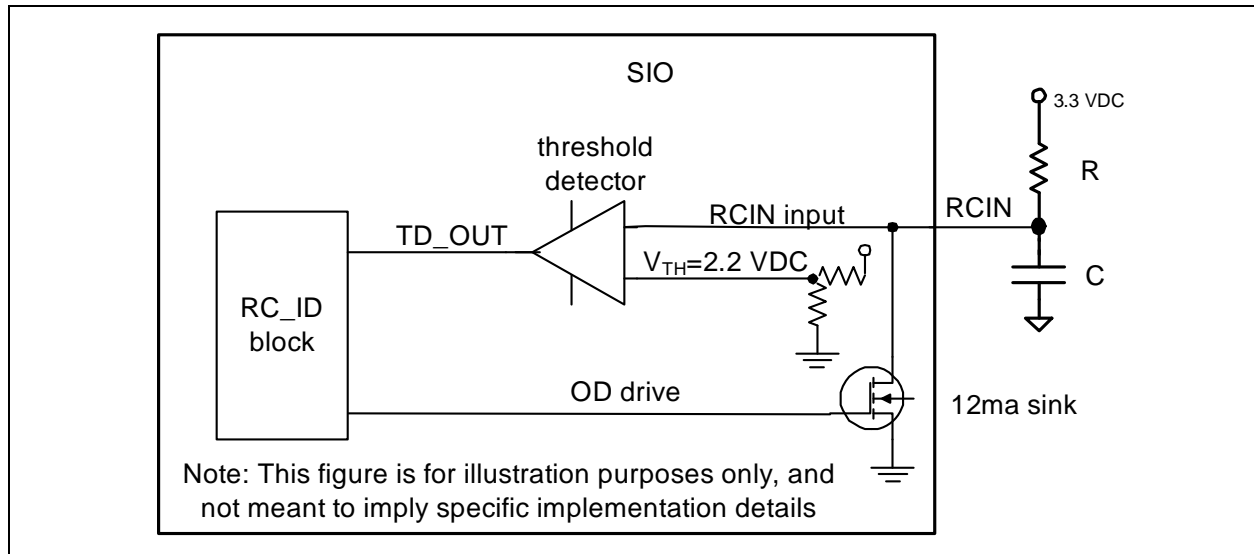 SIO
3.3 VDC
threshold
detector
R
RCIN input
RCIN
TD_OUT
VTH=2.2 VDC
C
RC_ID
block
OD drive
12ma sink
Note: This figure is for illustration purposes only, and
not meant to imply specific implementation details